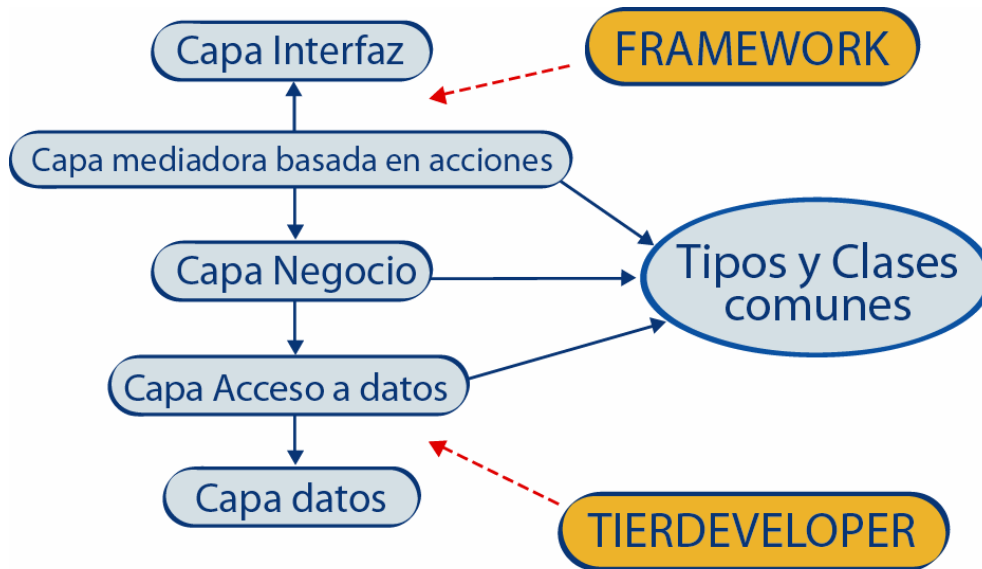 Capa Interfaz
FRAMEWORK
Capa mediadora basada en acciones
Capa Negocio
Tipos y Clases
comunes
Capa Acceso a datos
Capa datos
TIERDEVELOPER